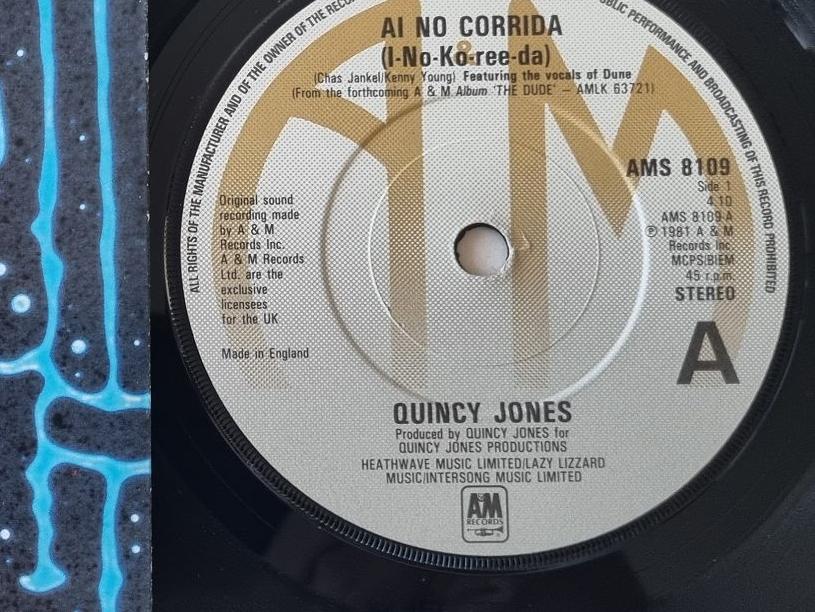 ALL RIGHTS OF THE MANUFACTURER AND OF THE OWNER OF THE
PUBLIC PERFORMANCE AND BROADCASTING OF THIS RECORD PROHIBITED
AI NO CORRIDA
(I-No-Ko-ree-da)
(Chas Jankel/Kenny Young) Featuring the vocals of Dune
(From the forthcoming A & M Album 'THE DUDE' – AMLK 63721)
AMS 8109
Side 1
4.10
AMS 8109 A
℗ 1981 A & M
Records Inc.
MCPS/BIEM
45 r.p.m.
STEREO
A
Original sound
recording made
by A & M
Records Inc.
A & M Records
Ltd. are the
exclusive
licensees
for the UK
Made in England
QUINCY JONES
Produced by QUINCY JONES for
QUINCY JONES PRODUCTIONS
HEATHWAVE MUSIC LIMITED/LAZY LIZZARD
MUSIC/INTERSONG MUSIC LIMITED
AM
RECORDS